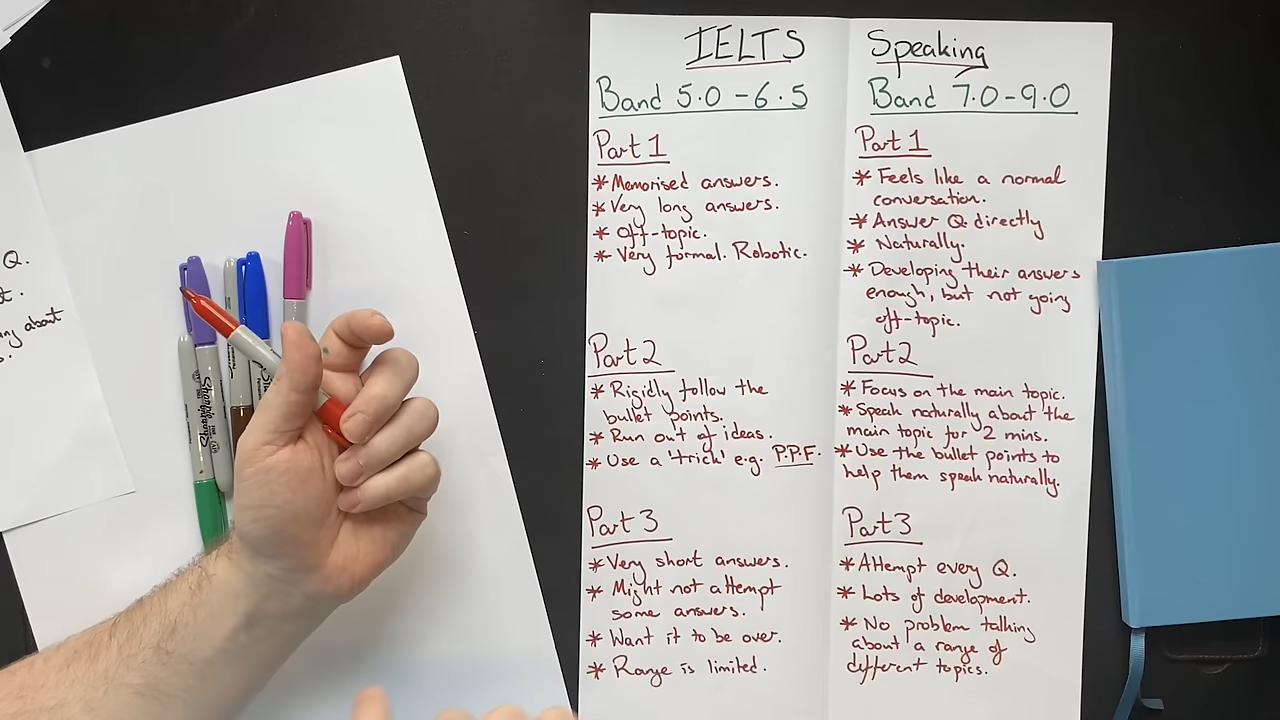 Q.
about
Sharpie
IELTS Speaking
Band 5.0-6.5
Part 1
* Memorised answers.
* Very long answers.
* Off-topic.
* Very formal. Robotic.
Part 2
* Rigidly follow the
bullet points.
* Run out of ideas.
* Use a 'trick' e.g. P.P.F.
Part 3
* Very short answers.
* Might not attempt
some answers.
* Want it to be over.
* Range is limited.
Band 7.0-9.0
Part 1
* Feels like a normal
conversation.
* Answer Q. directly
* Naturally.
* Developing their answers
enough, but not going
off-topic.
Part 2
* Focus on the main topic.
* Speak naturally about the
main topic for 2 mins.
* Use the bullet points to
help them speak naturally.
Part 3
* Attempt every Q.
* Lots of development.
* No problem talking
about a range of
different topics.